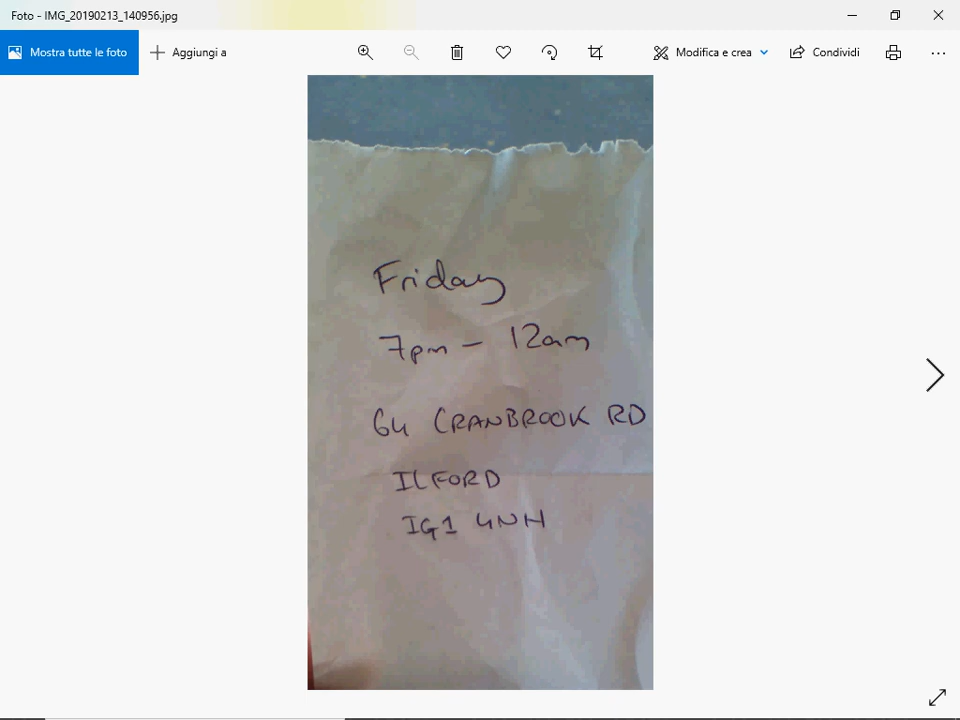 Foto - IMG_20190213_140956.jpg
Mostra tutte le foto
Aggiungi a
Modifica e crea
Condividi
Friday
7pm - 12am
64 CRANBROOK RD
ILFORD
IG1 4NH